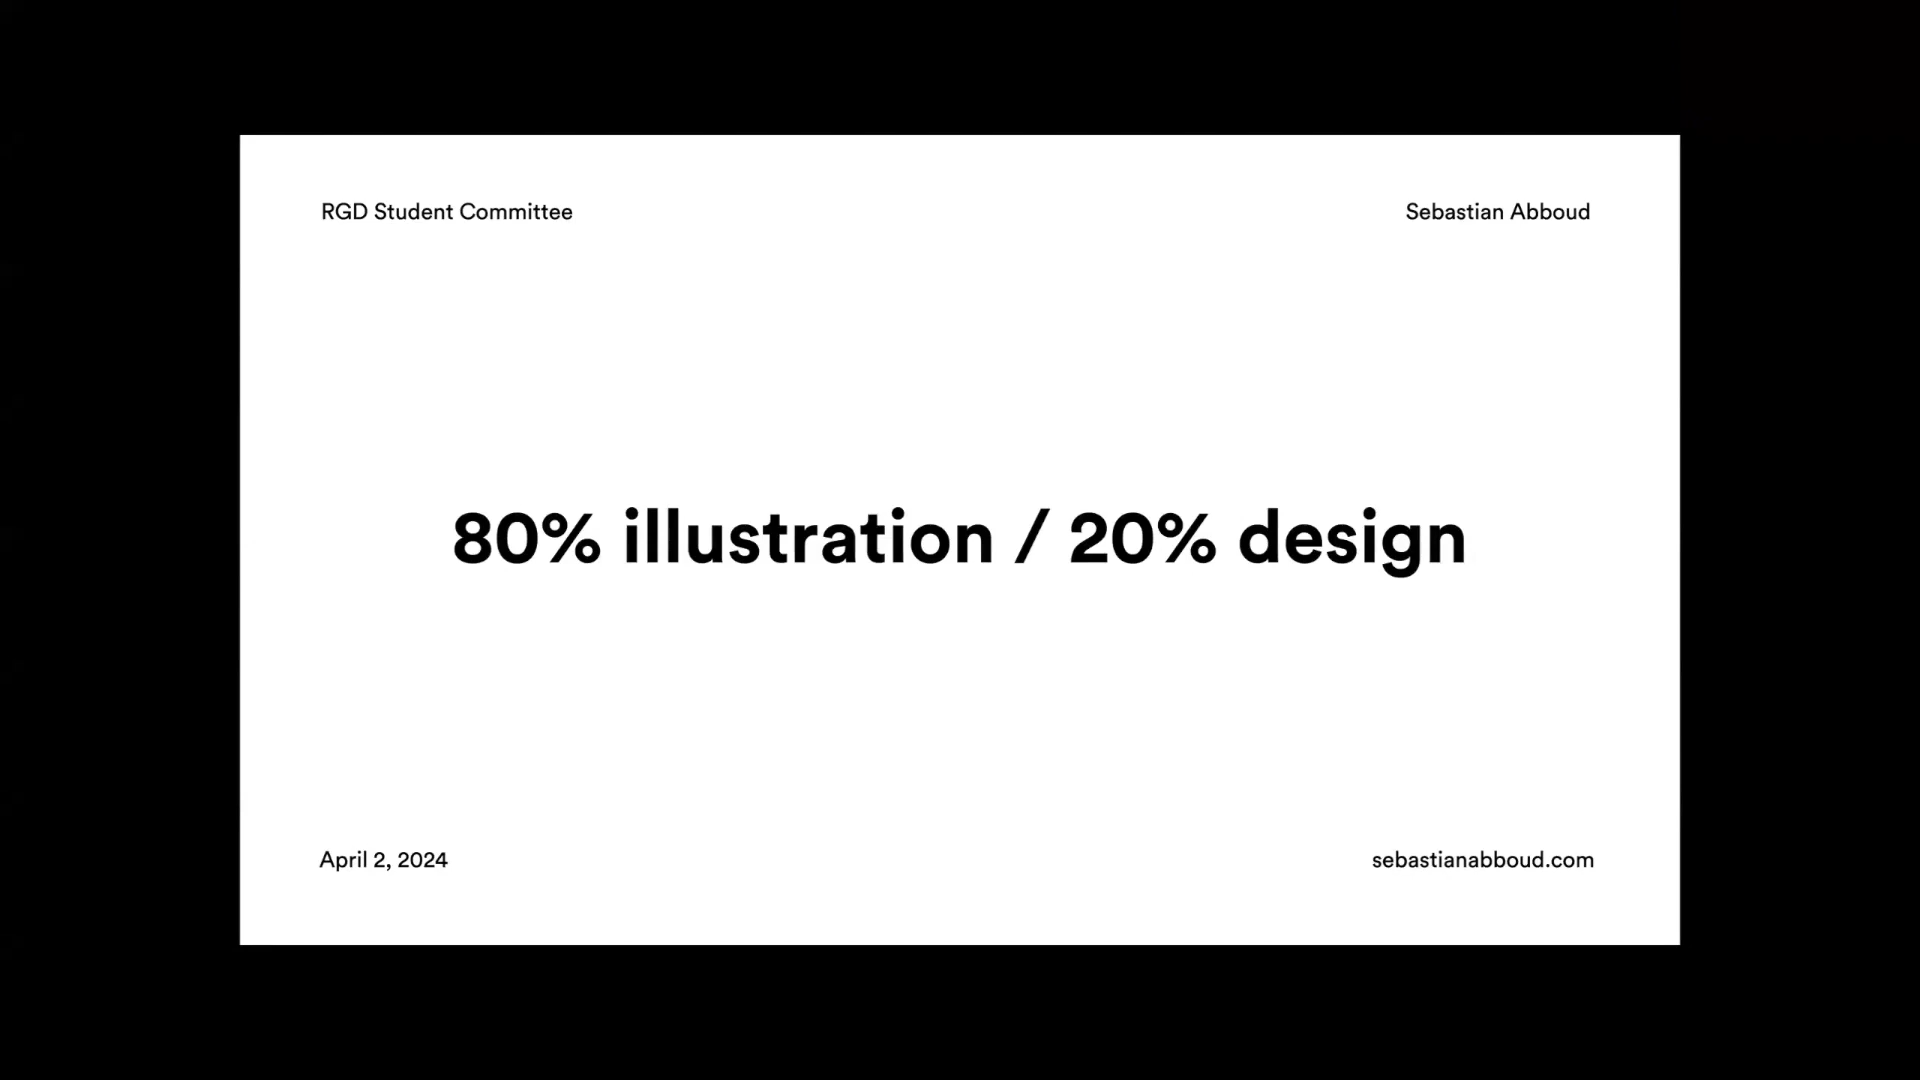 RGD Student Committee
Sebastian Abboud
80% illustration / 20% design
April 2, 2024
sebastianabboud.com